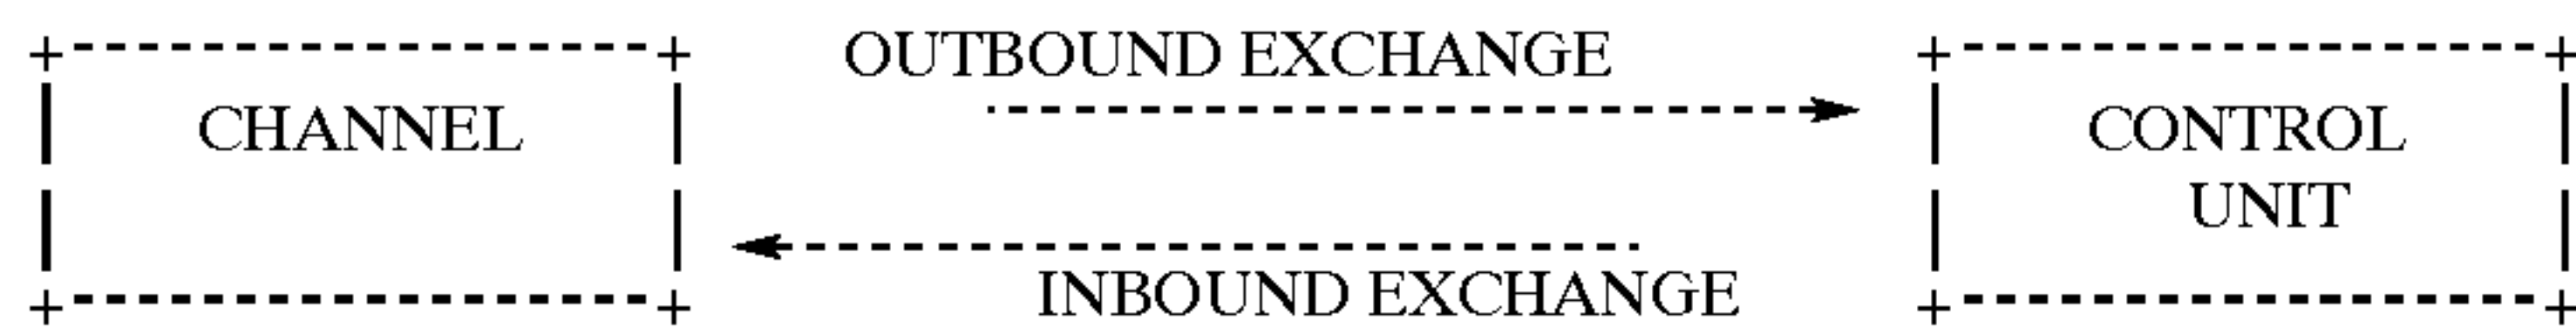 OUTBOUND EXCHANGE
CHANNEL
CONTROL
UNIT
INBOUND EXCHANGE